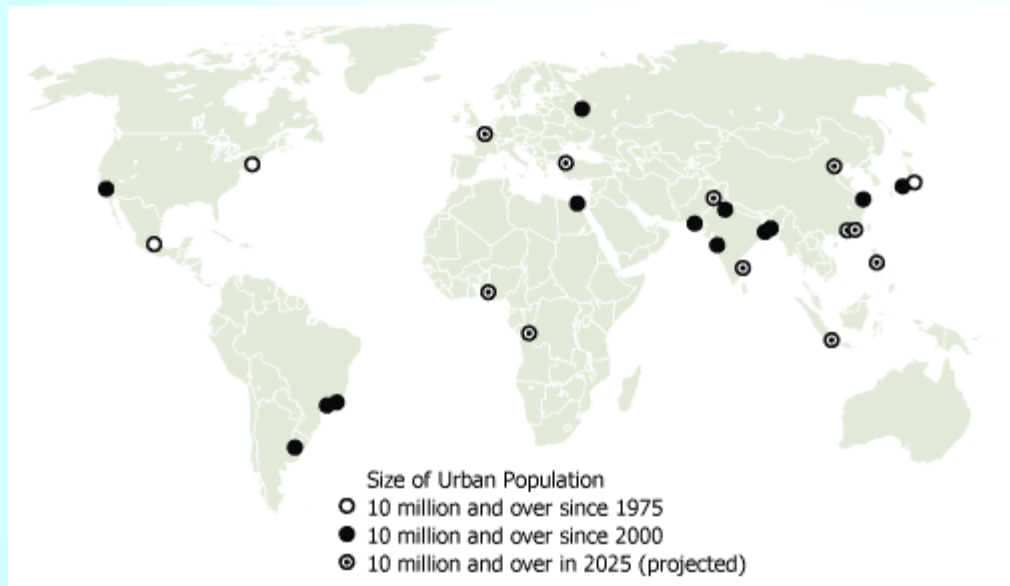 Size of Urban Population
10 million and over since 1975
10 million and over since 2000
10 million and over in 2025 (projected)